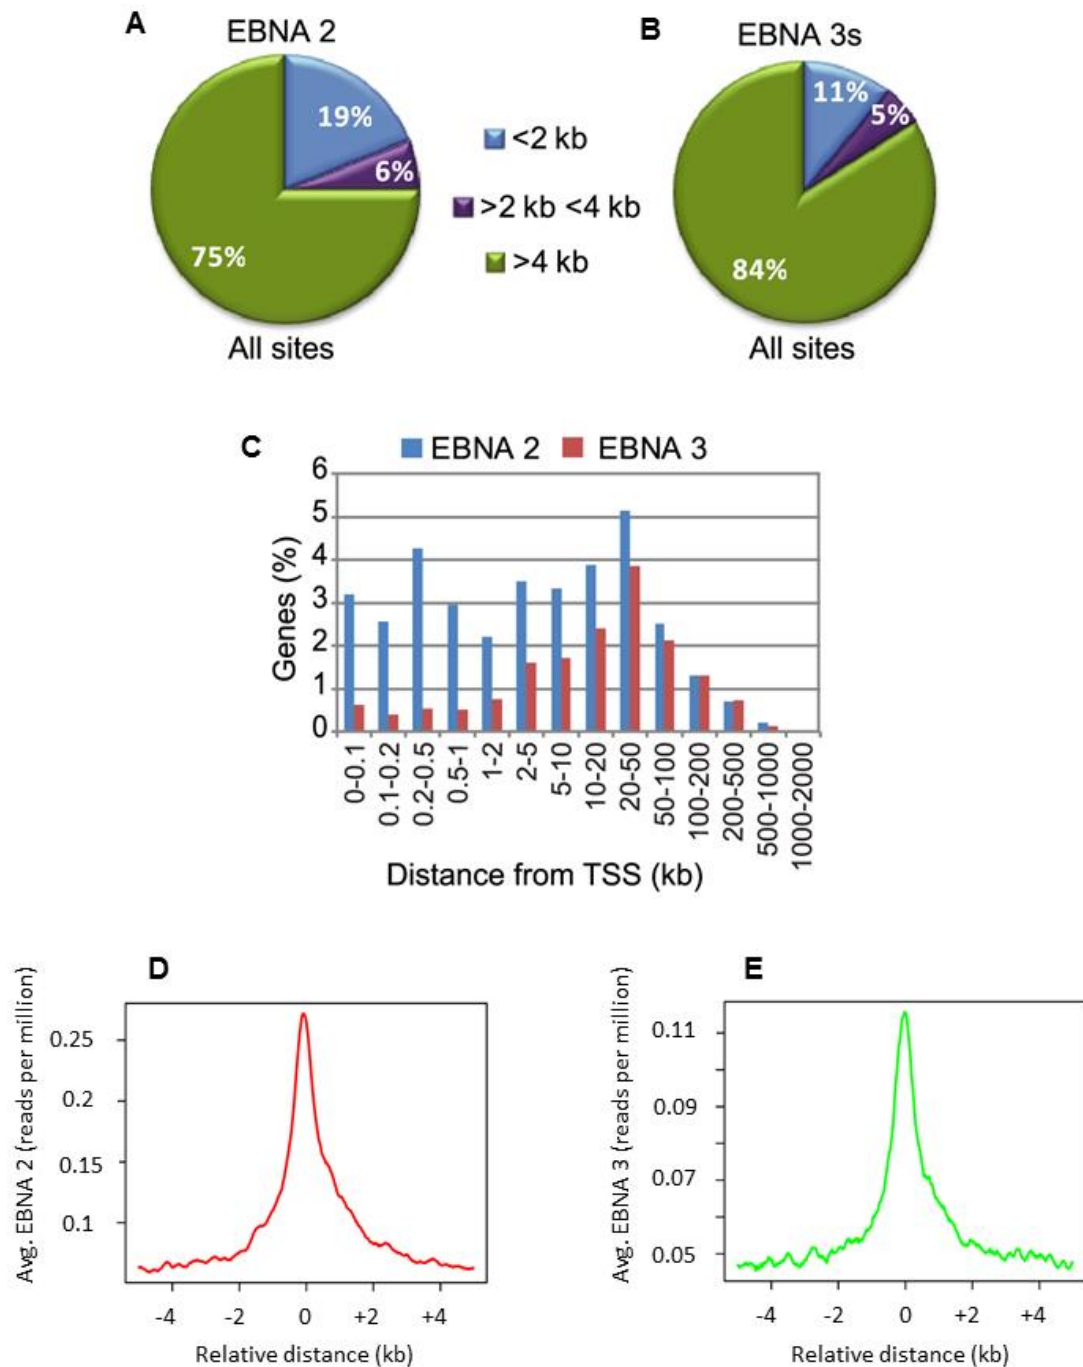 A
EBNA 2
19%
6%
75%
All sites
<2 kb
>2 kb <4 kb
>4 kb
B
EBNA 3s
11%
5%
84%
All sites
C
EBNA 2 EBNA 3
Genes (%)
6
5
4
3
2
1
0
0-0.1
0.1-0.2
0.2-0.5
0.5-1
1-2
2-5
5-10
10-20
20-50
50-100
100-200
200-500
500-1000
1000-2000
Distance from TSS (kb)
D
Avg. EBNA 2 (reads per million)
0.25
0.2
0.15
0.1
-4 -2 0 +2 +4
Relative distance (kb)
E
Avg. EBNA 3 (reads per million)
0.11
0.09
0.07
0.05
-4 -2 0 +2 +4
Relative distance (kb)